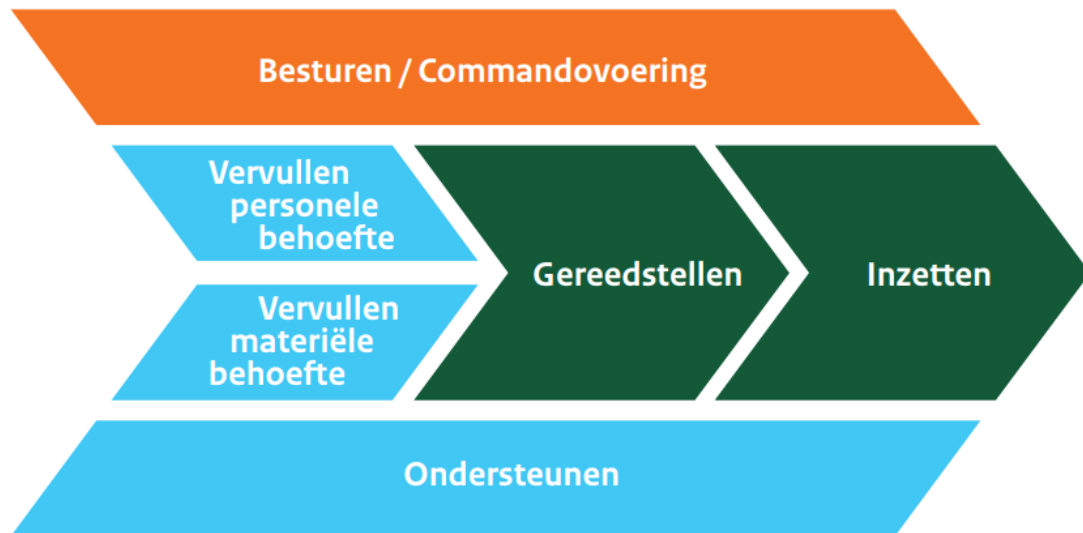 Besturen / Commandovoering
Vervullen
personele
behoefte
Vervullen
materiële
behoefte
Gereedstellen
Inzetten
Ondersteunen